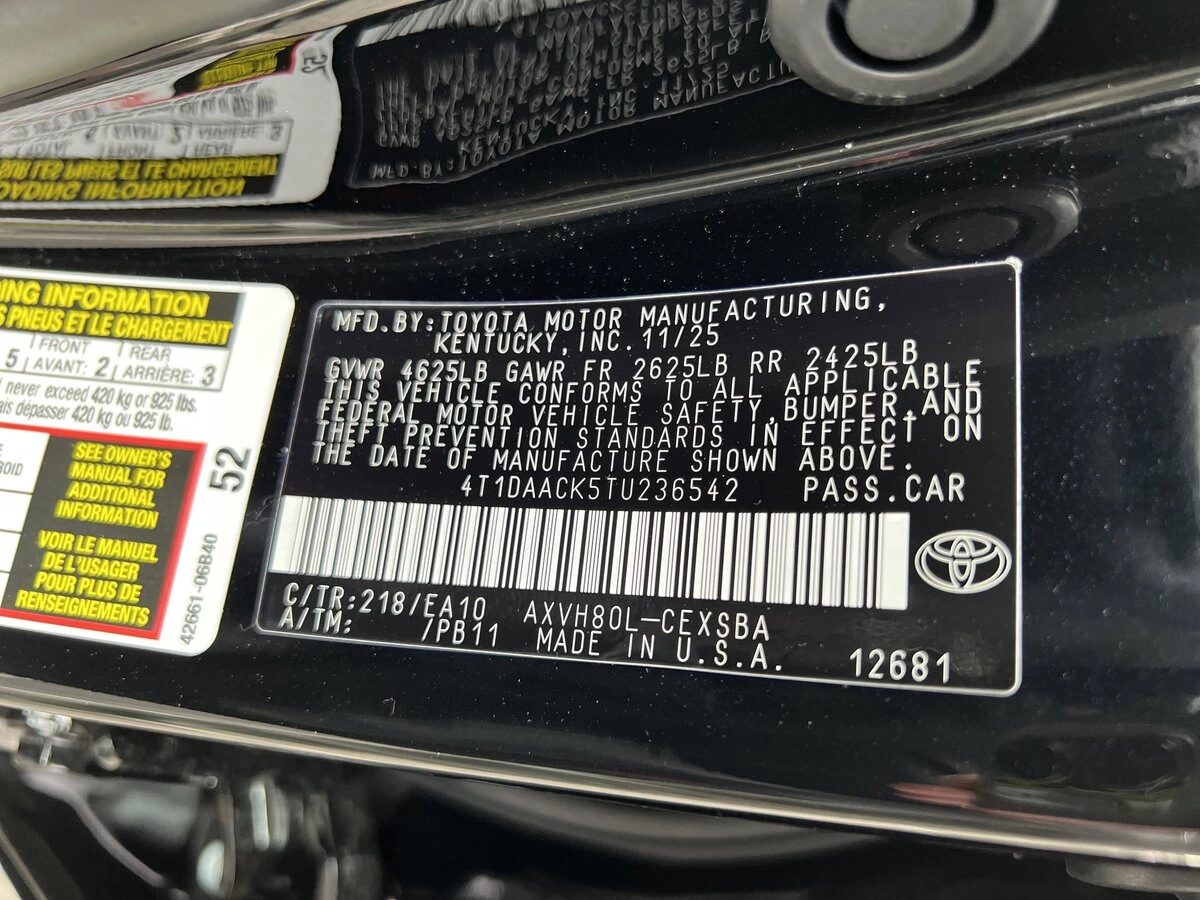 DING INFORMATION
S PNEUS ET LE CHARGEMENT
5 | FRONT | REAR
| AVANT: 2 | ARRIÈRE: 3
never exceed 420 kg or 925 lbs.
dépasser 420 kg ou 925 lb.
SEE OWNER'S
MANUAL FOR
ADDITIONAL
INFORMATION
VOIR LE MANUEL
DE L'USAGER
POUR PLUS DE
RENSEIGNEMENTS
52
42661-06B40
MFD.BY:TOYOTA MOTOR MANUFACTURING,
KENTUCKY,INC.11/25
GVWR 4625LB GAWR FR 2625LB RR 2425LB
THIS VEHICLE CONFORMS TO ALL APPLICABLE
FEDERAL MOTOR VEHICLE SAFETY,BUMPER,AND
THEFT PREVENTION STANDARDS IN EFFECT ON
THE DATE OF MANUFACTURE SHOWN ABOVE.
4T1DAACK5TU236542 PASS.CAR
C/TR:218/EA10 AXVH80L-CEXSBA
A/TM: /PB11 MADE IN U.S.A. 12681